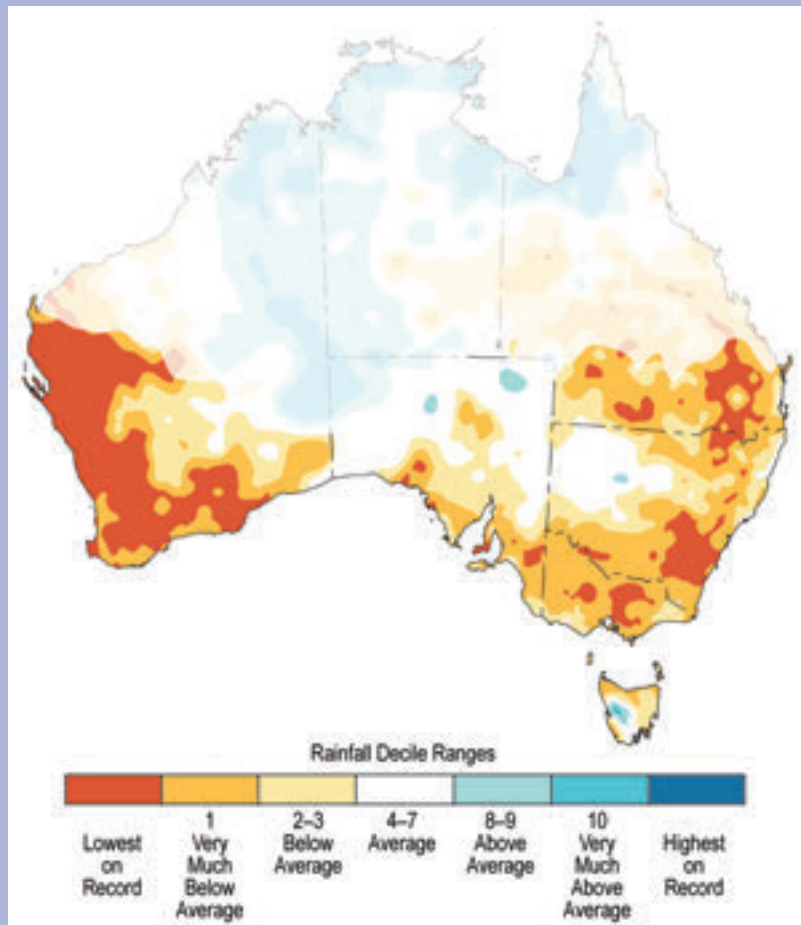 Rainfall Decile Ranges
Lowest
on
Record
1
Very
Much
Below
Average
2–3
Below
Average
4–7
Average
8–9
Above
Average
10
Very
Much
Above
Average
Highest
on
Record